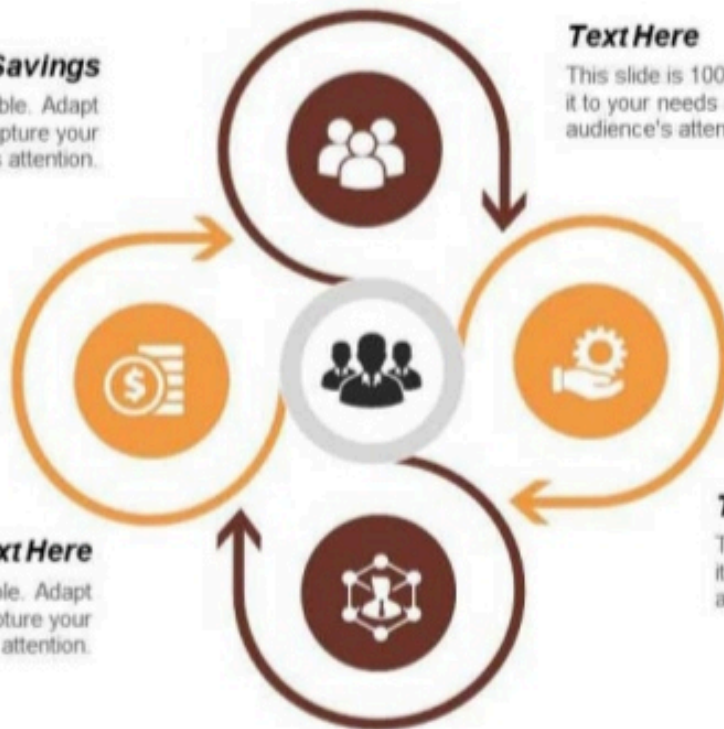 Savings
ble. Adapt
pture your
s attention.
Text Here
This slide is 100
it to your needs
audience's atten
$
xt Here
ble. Adapt
pture your
attention.
T
T
it
a